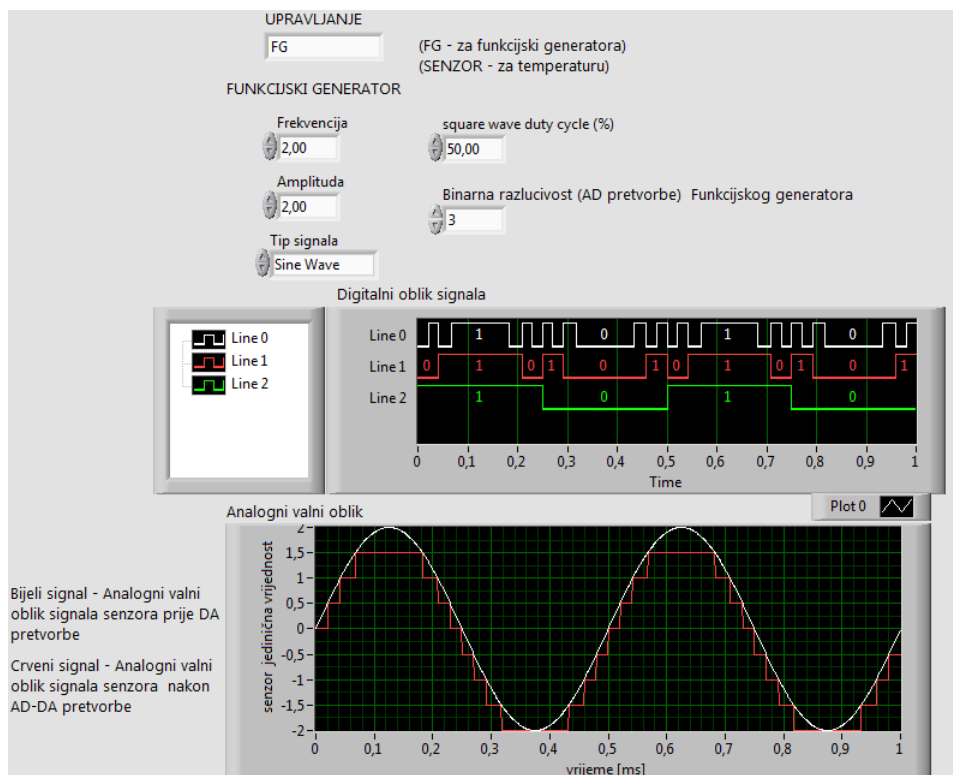 UPRAVLJANJE
FG
(FG - za funkcijski generatora)
(SENZOR - za temperaturu)
FUNKCIJSKI GENERATOR
Frekvencija
2,00
square wave duty cycle (%)
50,00
Amplituda
2,00
Binarna razlucivost (AD pretvorbe) Funkcijskog generatora
3
Tip signala
Sine Wave
Digitalni oblik signala
Line 0
Line 1
Line 2
Line 0 1 0 1 0
Line 1 0 1 0 1 0 1 0 1 0 1 0 1
Line 2 1 0 1 0
0 0,1 0,2 0,3 0,4 0,5 0,6 0,7 0,8 0,9 1
Time
Plot 0
Analogni valni oblik
senzor jedinična vrijednost
2
1,5
1
0,5
0
-0,5
-1
-1,5
-2
0 0,1 0,2 0,3 0,4 0,5 0,6 0,7 0,8 0,9 1
vrijeme [ms]
Bijeli signal - Analogni valni
oblik signala senzora prije DA
pretvorbe
Crveni signal - Analogni valni
oblik signala senzora nakon
AD-DA pretvorbe